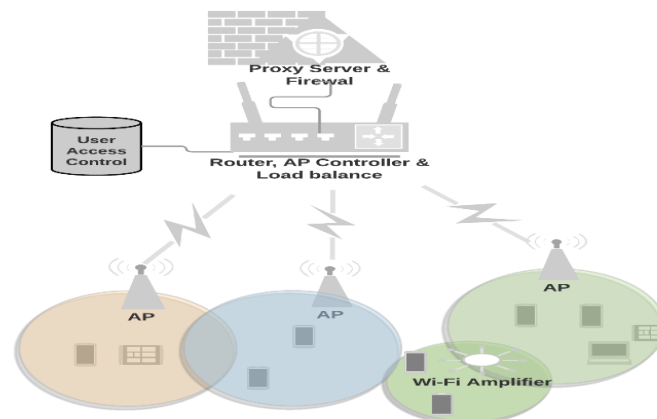 Proxy Server &
Firewal
User
Access
Control
Router, AP Controller &
Load balance
AP
AP
AP
Wi-Fi Amplifier